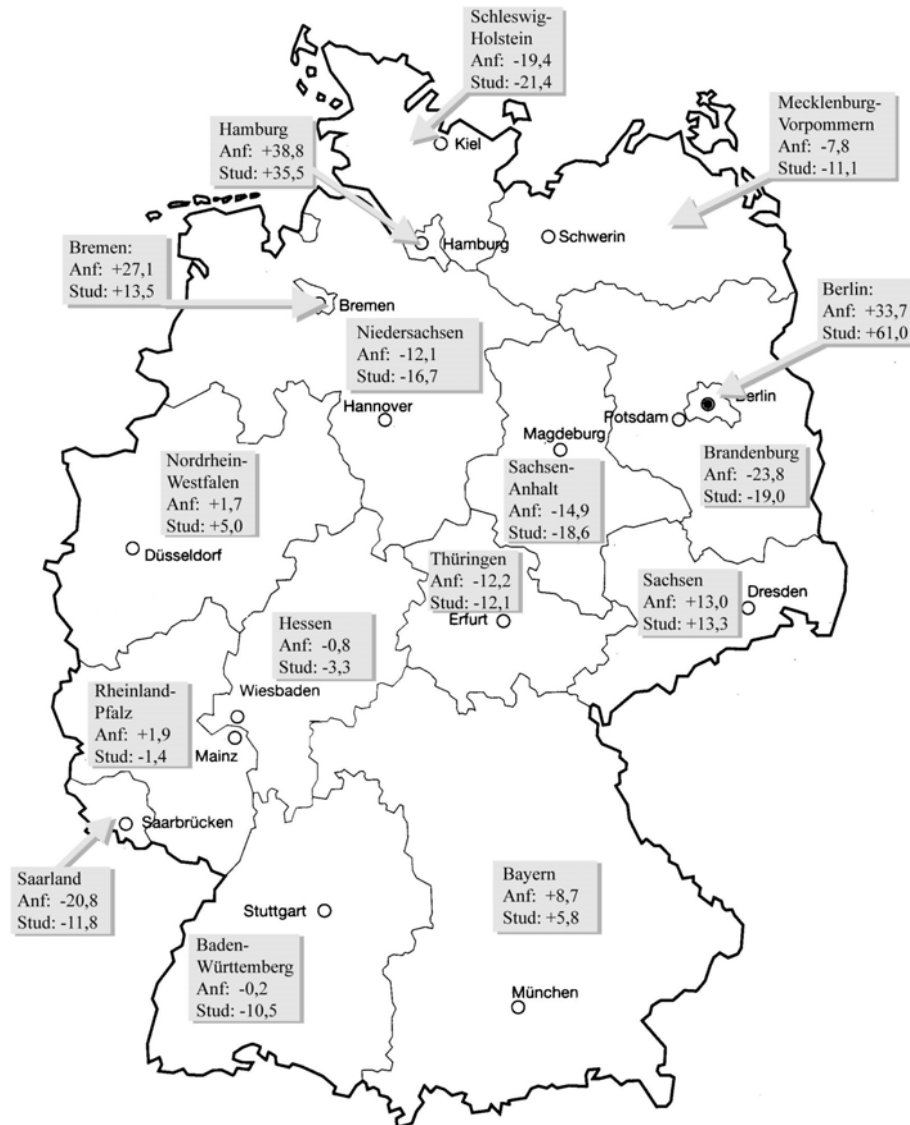 Schleswig-
Holstein
Anf: -19,4
Stud: -21,4
Kiel
Mecklenburg-
Vorpommern
Anf: -7,8
Stud: -11,1
Hamburg
Anf: +38,8
Stud: +35,5
Hamburg
Schwerin
Bremen:
Anf: +27,1
Stud: +13,5
Bremen
Berlin:
Anf: +33,7
Stud: +61,0
Niedersachsen
Anf: -12,1
Stud: -16,7
Hannover
Berlin
Potsdam
Magdeburg
Brandenburg
Anf: -23,8
Stud: -19,0
Nordrhein-
Westfalen
Anf: +1,7
Stud: +5,0
Düsseldorf
Sachsen-
Anhalt
Anf: -14,9
Stud: -18,6
Thüringen
Anf: -12,2
Stud: -12,1
Erfurt
Sachsen
Anf: +13,0
Stud: +13,3
Dresden
Hessen
Anf: -0,8
Stud: -3,3
Wiesbaden
Rheinland-
Pfalz
Anf: +1,9
Stud: -1,4
Mainz
Saarbrücken
Saarland
Anf: -20,8
Stud: -11,8
Stuttgart
Bayern
Anf: +8,7
Stud: +5,8
Baden-
Württemberg
Anf: -0,2
Stud: -10,5
München